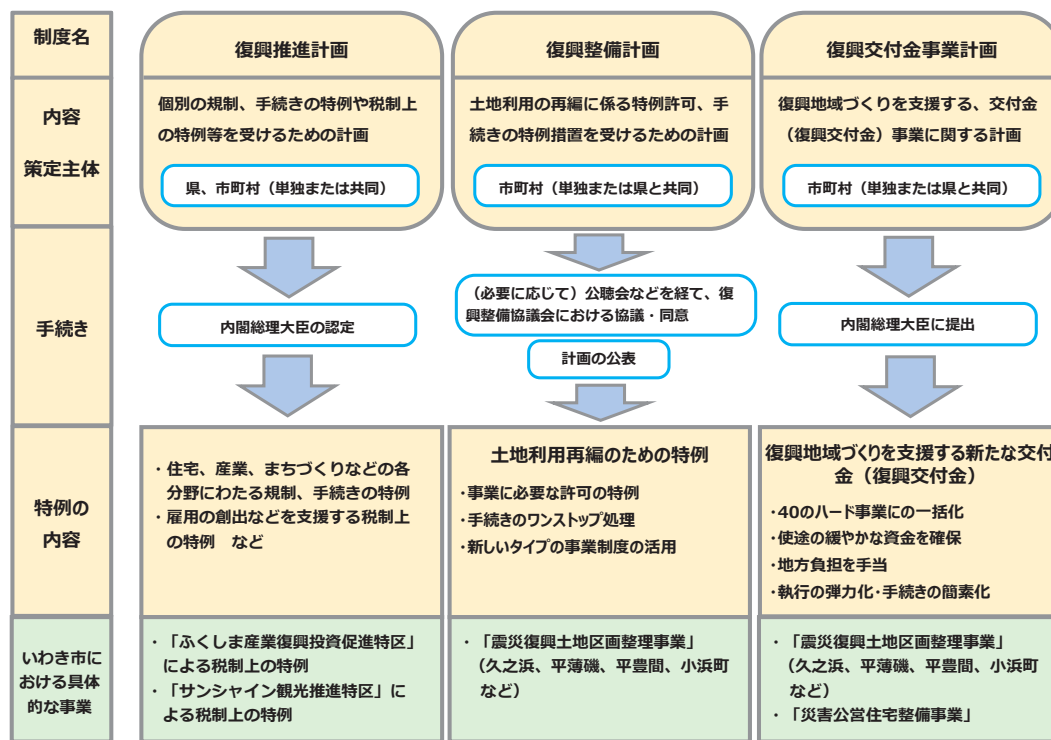 制度名
復興推進計画
復興整備計画
復興交付金事業計画
内容
策定主体
個別の規制、手続きの特例や税制上
の特例等を受けるための計画
県、市町村（単独または共同）
土地利用の再編に係る特例許可、手
続きの特例措置を受けるための計画
市町村（単独または県と共同）
復興地域づくりを支援する、交付金
（復興交付金）事業に関する計画
市町村（単独または県と共同）
手続き
内閣総理大臣の認定
（必要に応じて）公聴会などを経て、復
興整備協議会における協議・同意
計画の公表
内閣総理大臣に提出
特例の
内容
・住宅、産業、まちづくりなどの各
分野にわたる規制、手続きの特例
・雇用の創出などを支援する税制上
の特例　など
土地利用再編のための特例
・事業に必要な許可の特例
・手続きのワンストップ処理
・新しいタイプの事業制度の活用
復興地域づくりを支援する新たな交付
金（復興交付金）
・40のハード事業にの一括化
・使途の緩やかな資金を確保
・地方負担を手当
・執行の弾力化・手続きの簡素化
いわき市に
おける具体
的な事業
・「ふくしま産業復興投資促進特区」
による税制上の特例
・「サンシャイン観光推進特区」に
よる税制上の特例
・「震災復興土地区画整理事業」
（久之浜、平薄磯、平豊間、小浜町
など）
・「震災復興土地区画整理事業」
（久之浜、平薄磯、平豊間、小浜町
など）
・「災害公営住宅整備事業」